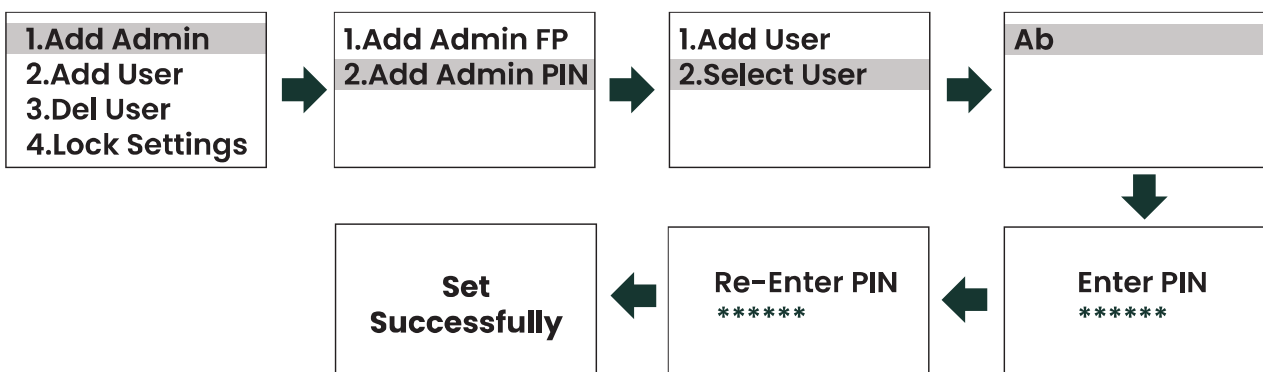 1.Add Admin
2.Add User
3.Del User
4.Lock Settings
1.Add Admin FP
2.Add Admin PIN
1.Add User
2.Select User
Ab
Enter PIN
******
Re-Enter PIN
******
Set
Successfully